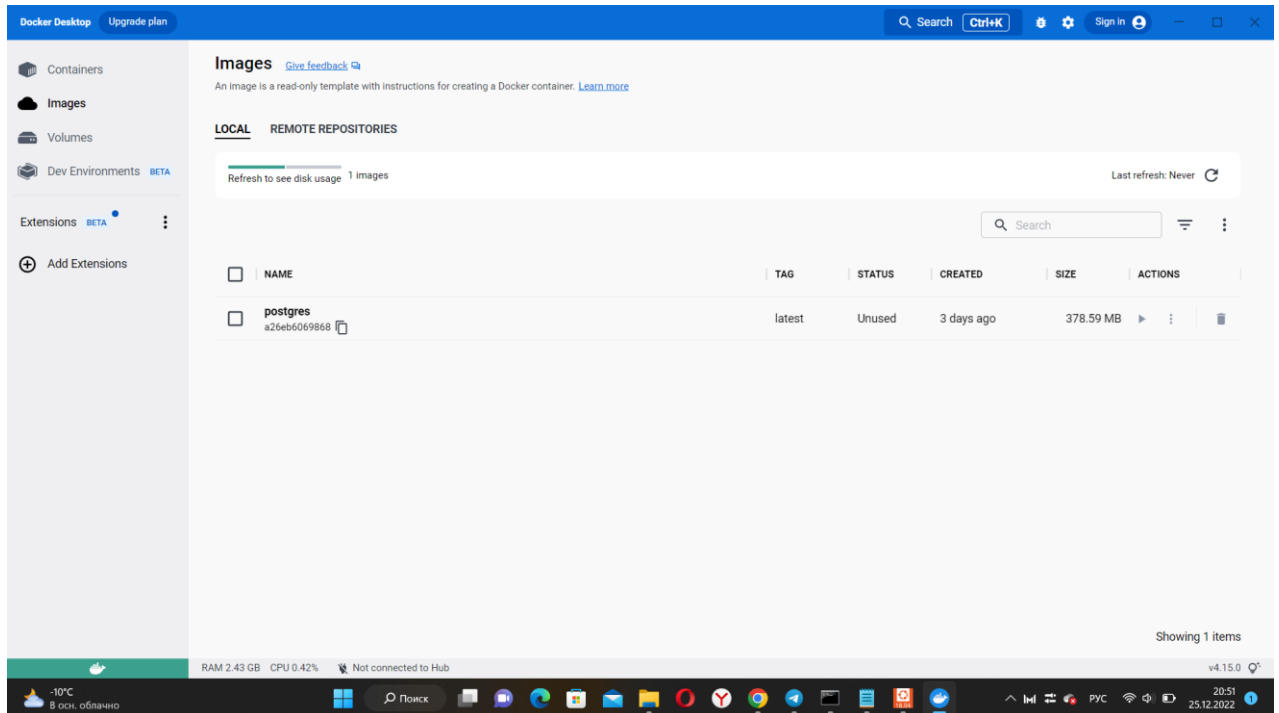 Docker Desktop Upgrade plan Search Ctrl+K Sign in
Containers
Images
Volumes
Dev Environments BETA
Extensions BETA
Add Extensions
Images Give feedback
An image is a read-only template with instructions for creating a Docker container. Learn more
LOCAL REMOTE REPOSITORIES
Refresh to see disk usage 1 images Last refresh: Never
Search
NAME TAG STATUS CREATED SIZE ACTIONS
postgres latest Unused 3 days ago 378.59 MB
a26eb6069868
Showing 1 items
RAM 2.43 GB CPU 0.42% Not connected to Hub v4.15.0
-10°C
В осн. облачно
Поиск
18.04
РУС
20:51
25.12.2022
1